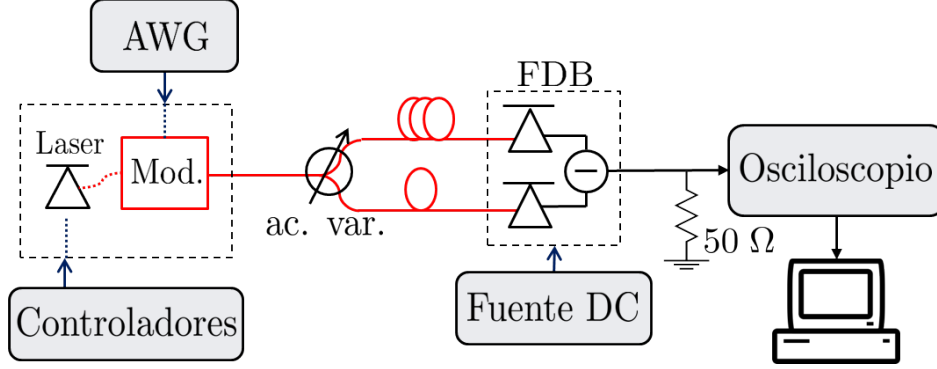 AWG
FDB
Laser
Mod.
ac. var.
Osciloscopio
50 Ω
Controladores
Fuente DC